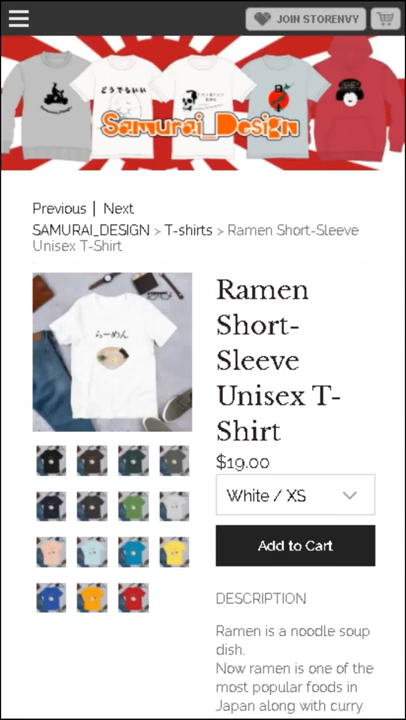 JOIN STORENVY
どうでもいい
Samurai_Design
Previous | Next
SAMURAI_DESIGN > T-shirts > Ramen Short-Sleeve
Unisex T-Shirt
らーめん
Ramen
Short-
Sleeve
Unisex T-
Shirt
$19.00
White / XS
Add to Cart
DESCRIPTION
Ramen is a noodle soup
dish.
Now ramen is one of the
most popular foods in
Japan along with curry